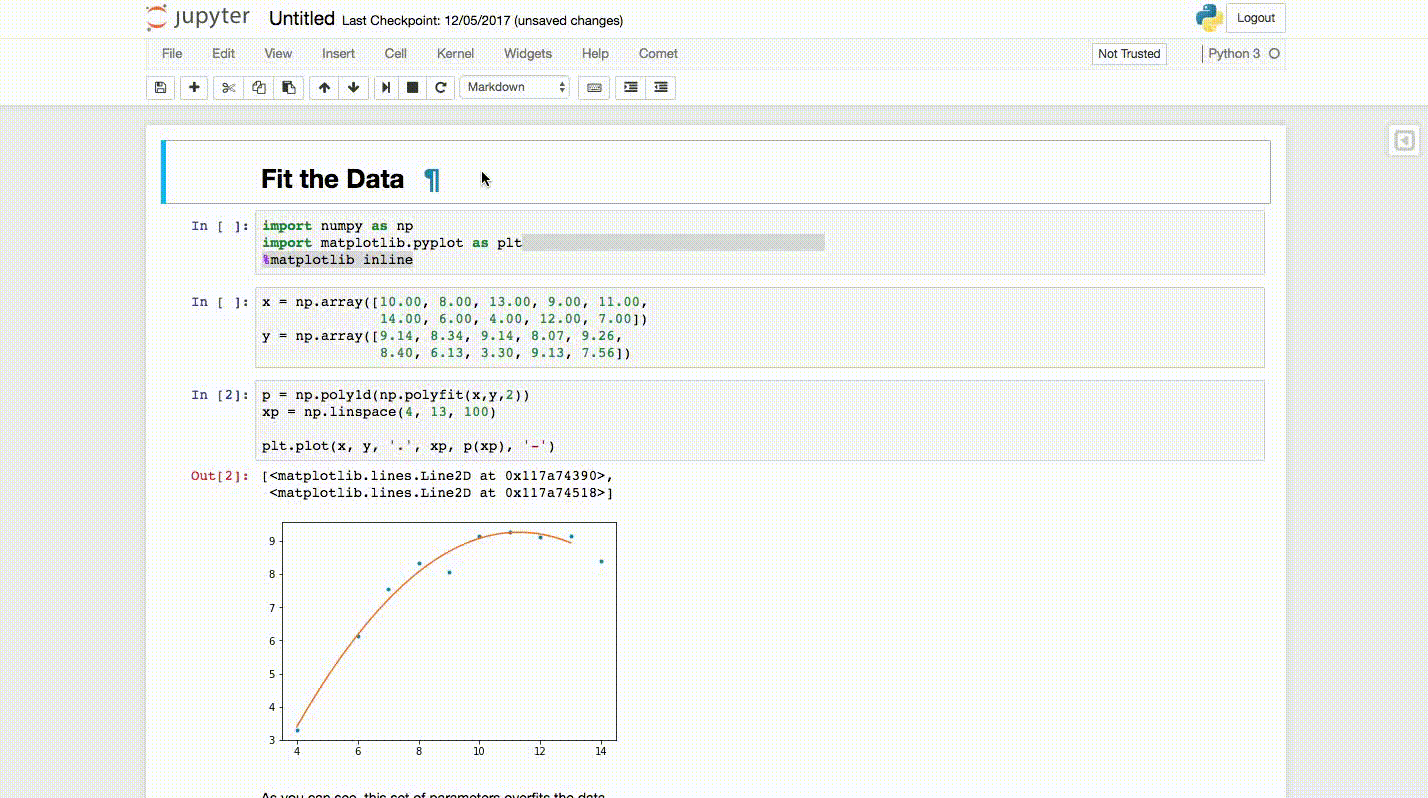 jupyter Untitled Last Checkpoint: 12/05/2017 (unsaved changes)
Logout
File Edit View Insert Cell Kernel Widgets Help Comet
Not Trusted
Python 3
Markdown
Fit the Data ¶
In [ ]: import numpy as np
import matplotlib.pyplot as plt
%matplotlib inline
In [ ]: x = np.array([10.00, 8.00, 13.00, 9.00, 11.00,
14.00, 6.00, 4.00, 12.00, 7.00])
y = np.array([9.14, 8.34, 9.14, 8.07, 9.26,
8.40, 6.13, 3.30, 9.13, 7.56])
In [2]: p = np.poly1d(np.polyfit(x,y,2))
xp = np.linspace(4, 13, 100)
plt.plot(x, y, '.', xp, p(xp), '-')
Out[2]: [<matplotlib.lines.Line2D at 0x117a74390>,
<matplotlib.lines.Line2D at 0x117a74518>]
9
8
7
6
5
4
3
4 6 8 10 12 14
As you can see, this set of parameters overfits the data.